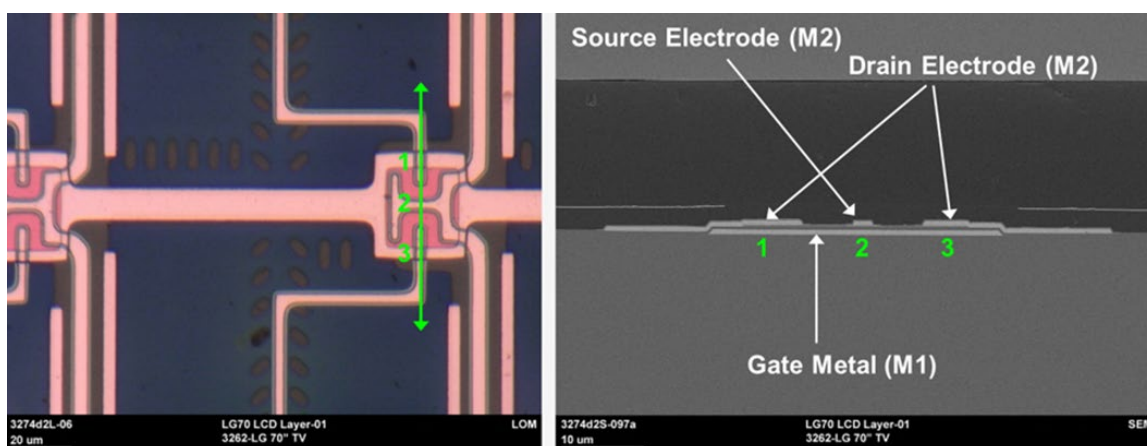 1
2
3
3274d2L-06 LG70 LCD Layer-01 LOM
20 um 3262-LG 70" TV
Source Electrode (M2)
Drain Electrode (M2)
1 2 3
Gate Metal (M1)
3274d2S-097a LG70 LCD Layer-01
10 um 3262-LG 70" TV